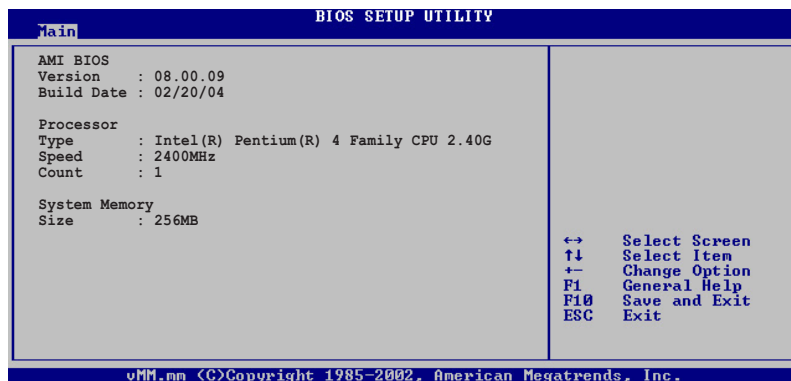 BIOS SETUP UTILITY
Main
AMI BIOS
Version : 08.00.09
Build Date : 02/20/04
Processor
Type : Intel(R) Pentium(R) 4 Family CPU 2.40G
Speed : 2400MHz
Count : 1
System Memory
Size : 256MB
←→ Select Screen
↑↓ Select Item
+- Change Option
F1 General Help
F10 Save and Exit
ESC Exit
vMM.mm (C)Copyright 1985-2002, American Megatrends, Inc.